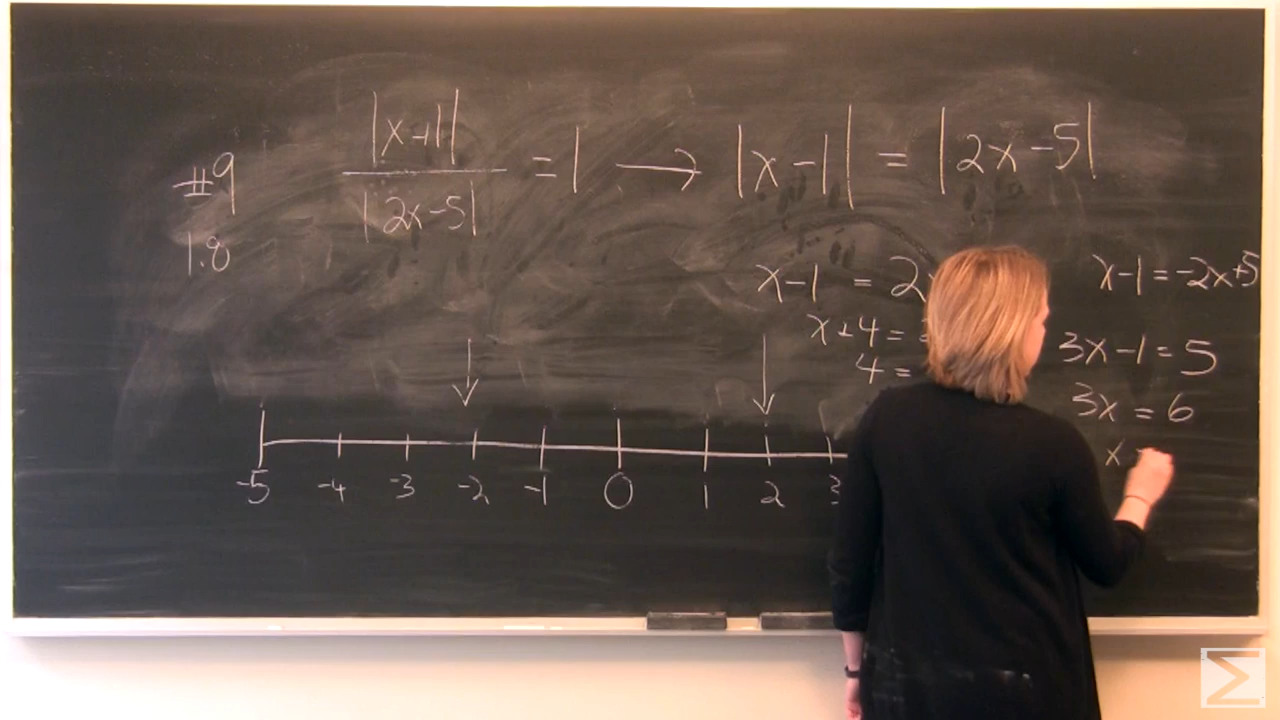 #9
1.8
|x+1| / |2x-5| = 1 → |x-1| = |2x-5|
x-1 = 2
x+4 =
4 =
x-1 = -2x+5
3x-1 = 5
3x = 6
x
-5 -4 -3 -2 -1 0 1 2 3
Σ